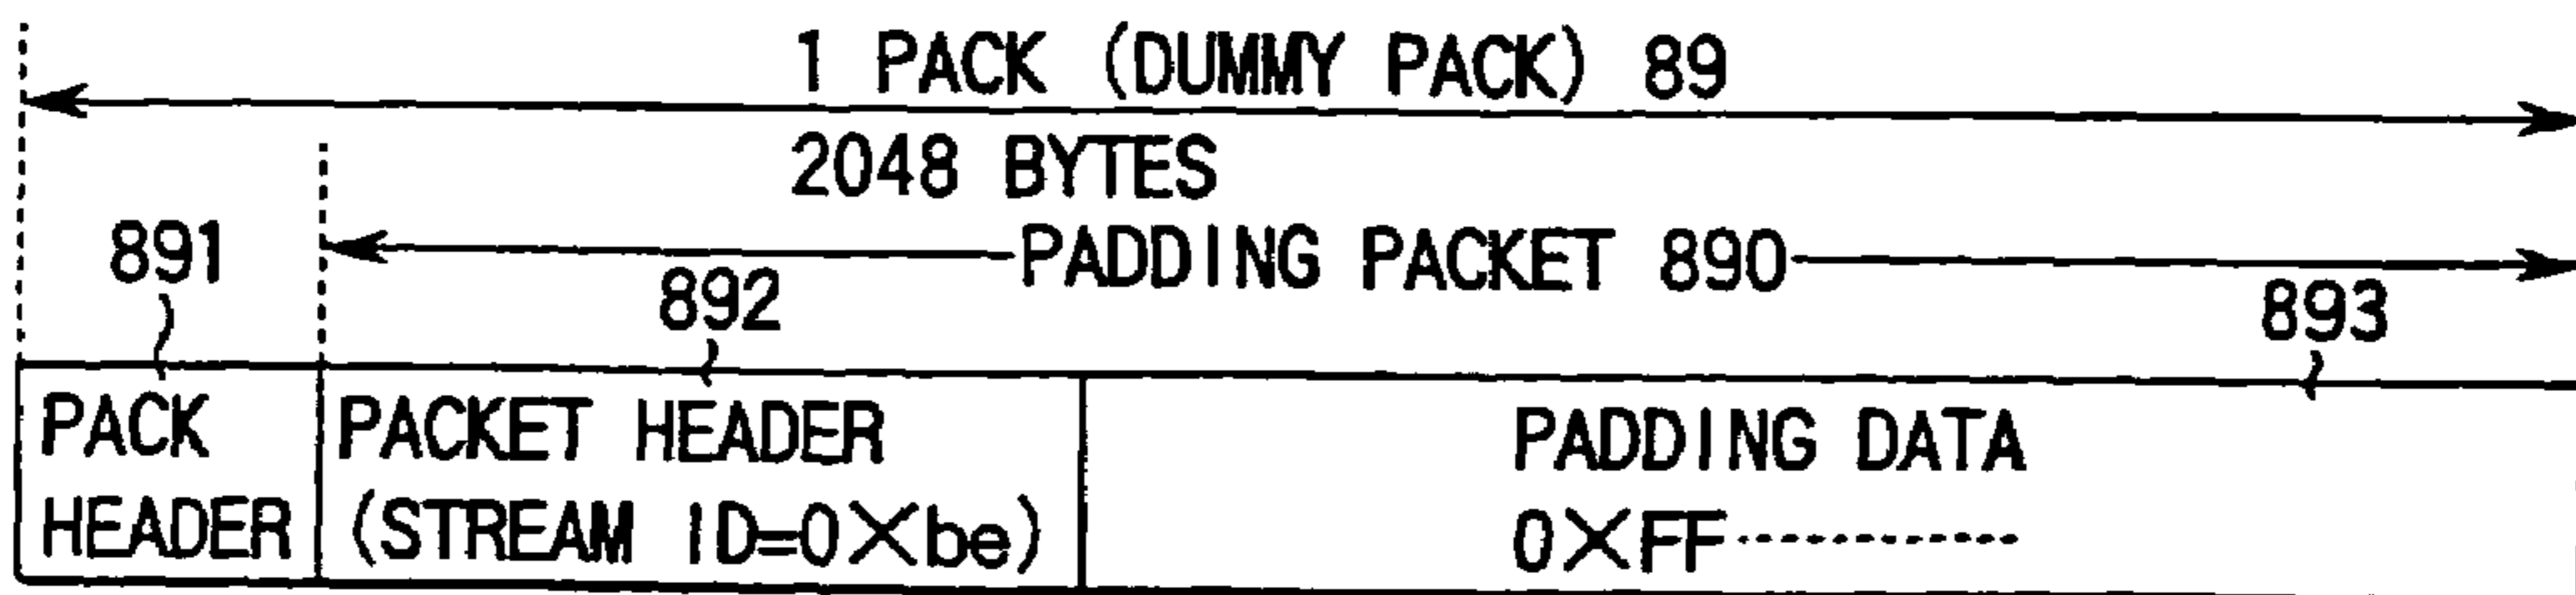 1 PACK (DUMMY PACK) 89
2048 BYTES
PADDING PACKET 890
891
892
893
PACK
HEADER
PACKET HEADER
(STREAM ID=0×be)
PADDING DATA
0×FF------------